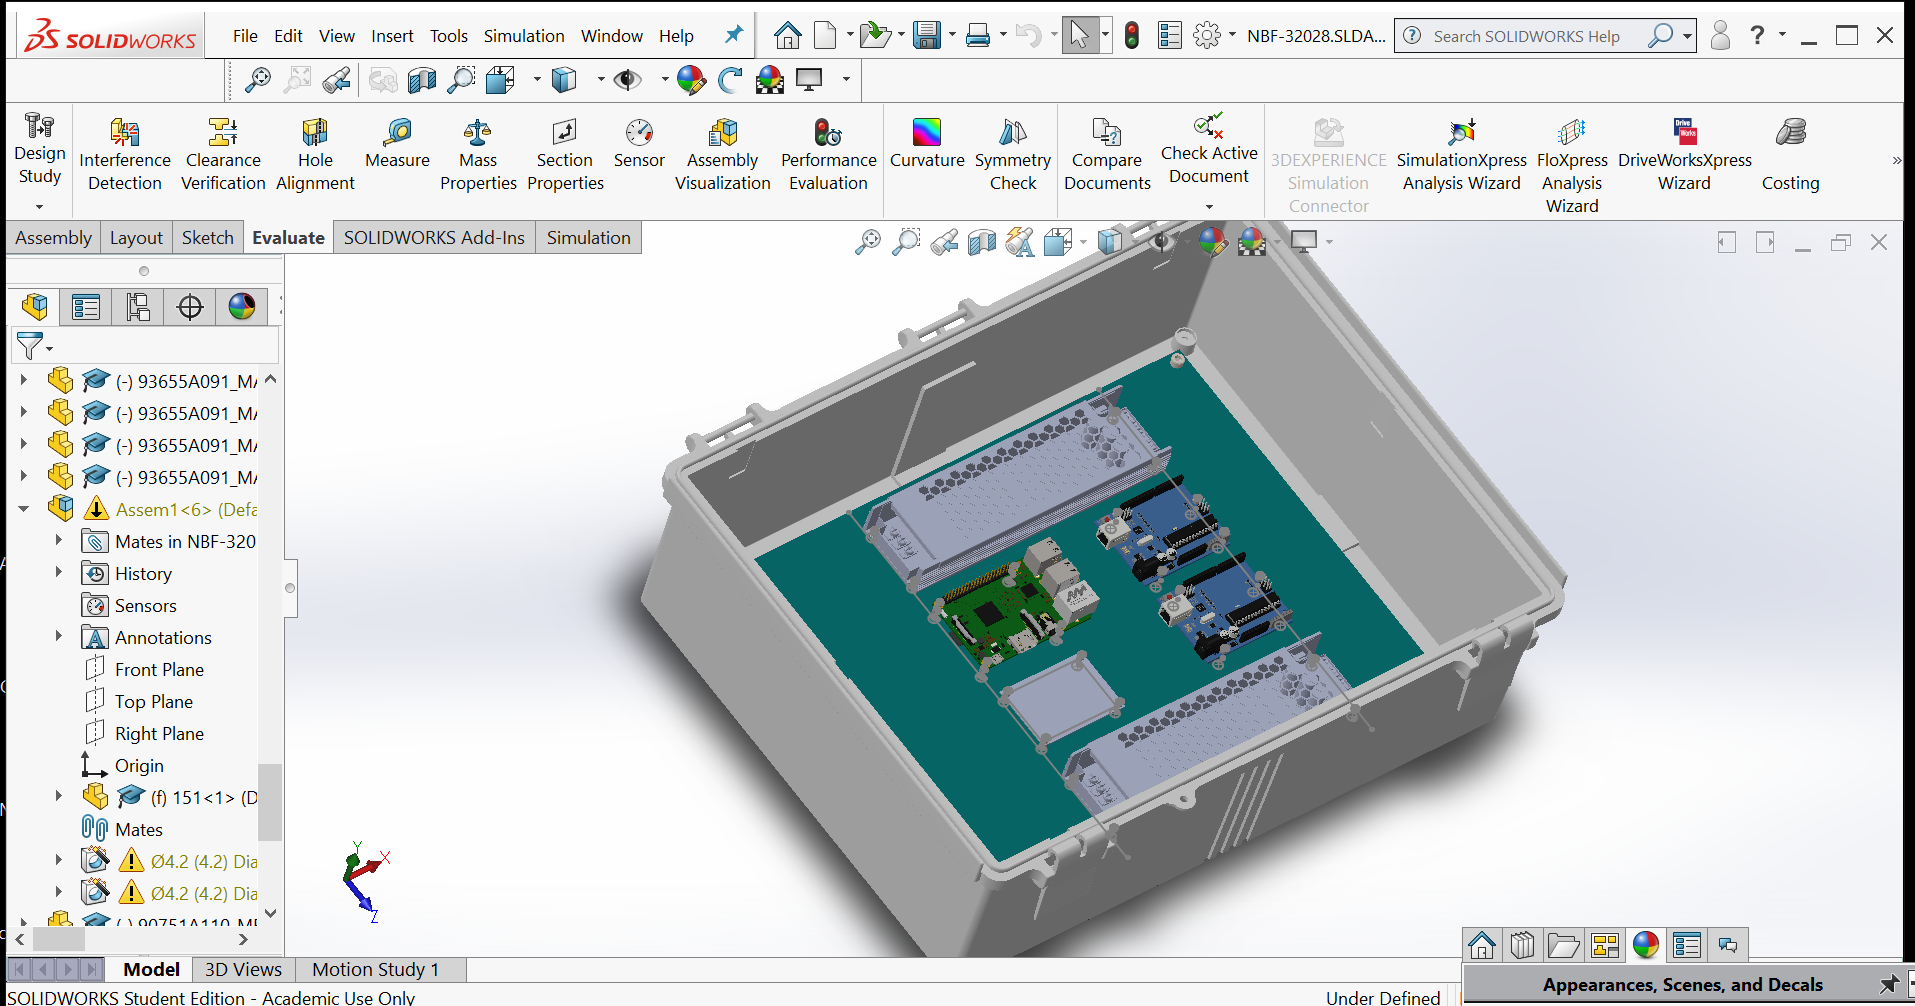 SOLIDWORKS
File Edit View Insert Tools Simulation Window Help
NBF-32028.SLDA...
Search SOLIDWORKS Help
?
Design Study
Interference Detection
Clearance Verification
Hole Alignment
Measure
Mass Properties
Section Properties
Sensor
Assembly Visualization
Performance Evaluation
Curvature
Symmetry Check
Compare Documents
Check Active Document
3DEXPERIENCE Simulation Connector
SimulationXpress Analysis Wizard
FloXpress Analysis Wizard
DriveWorksXpress Wizard
Costing
»
Assembly Layout Sketch Evaluate SOLIDWORKS Add-Ins Simulation
(-) 93655A091_MA
(-) 93655A091_MA
(-) 93655A091_MA
(-) 93655A091_MA
Assem1<6> (Defa
Mates in NBF-320
History
Sensors
Annotations
Front Plane
Top Plane
Right Plane
Origin
(f) 151<1> (D
Mates
Ø4.2 (4.2) Dia
Ø4.2 (4.2) Dia
Y
X
Z
Model 3D Views Motion Study 1
SOLIDWORKS Student Edition - Academic Use Only
Under Defined
Appearances, Scenes, and Decals